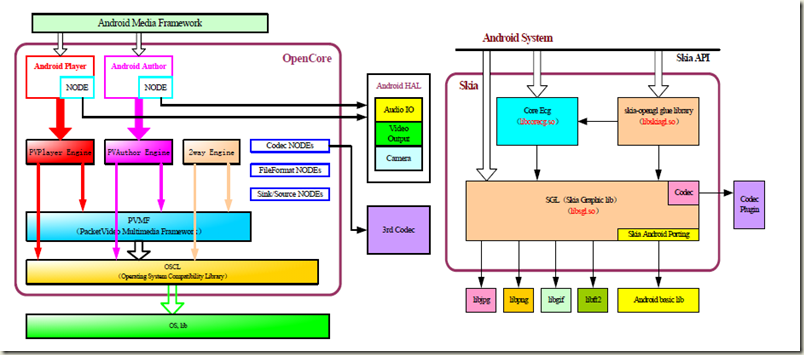 Android Media Framework
OpenCore
Android Player
NODE
Android Author
NODE
PVPlayer Engine
PVAuthor Engine
2way Engine
Codec NODEs
FileFormat NODEs
Sink/Source NODEs
PVMF
(PacketVideo Multimedia Framework)
OSCL
(Operating System Compatibility Library)
OS, lib
Android HAL
Audio IO
Video
Output
Camera
3rd Codec
Android System
Skia API
Skia
Core Ecg
(libcorecg.so)
skia-opengl glue library
(libskiagl.so)
SGL (Skia Graphic lib)
(libsgl.so)
Codec
Skia Android Porting
Codec
Plugin
libjpg
libpng
libgif
libft2
Android basic lib